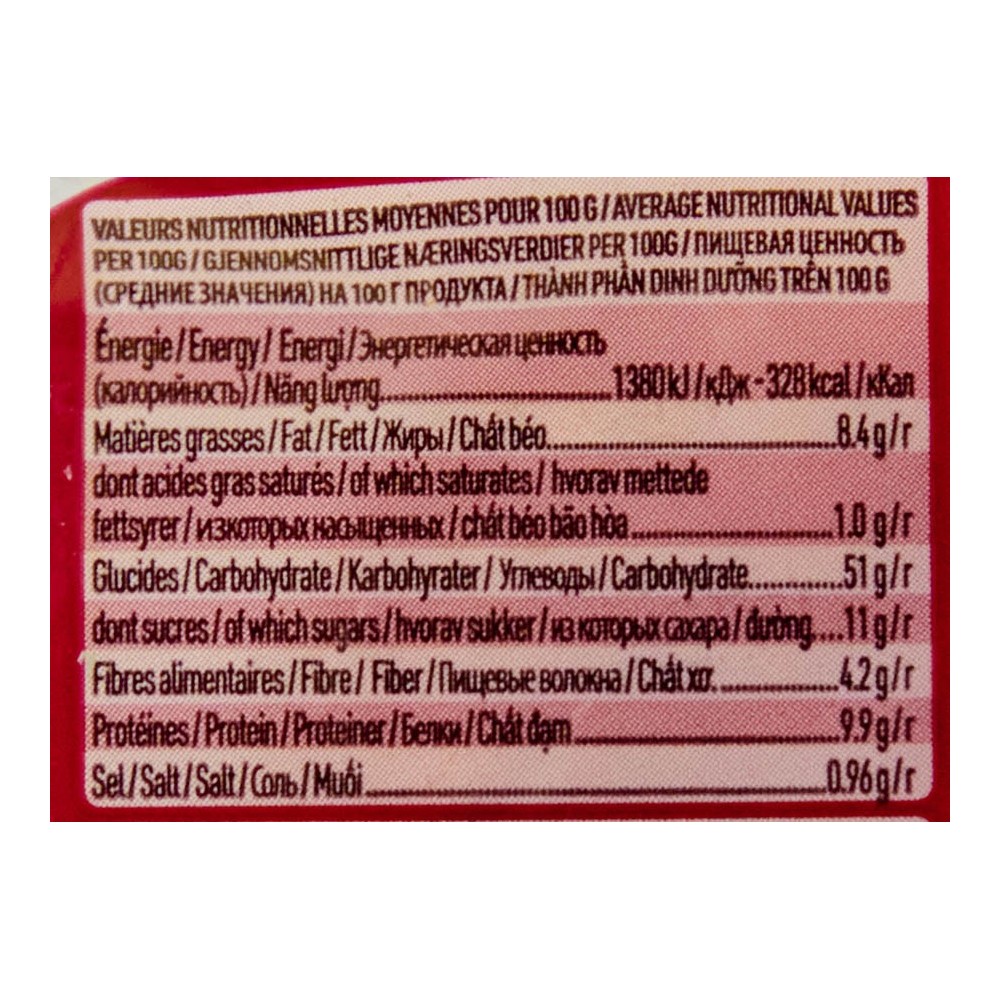 VALEURS NUTRITIONNELLES MOYENNES POUR 100 G / AVERAGE NUTRITIONAL VALUES
PER 100G / GJENNOMSNITTLIGE NÆRINGSVERDIER PER 100G / ПИЩЕВАЯ ЦЕННОСТЬ
(СРЕДНИЕ ЗНАЧЕНИЯ) НА 100 Г ПРОДУКТА / THÀNH PHẦN DINH DƯỠNG TRÊN 100 G
Énergie / Energy / Energi / Энергетическая ценность
(калорийность) / Năng lượng..............................1380 kJ / кДж - 328 kcal / кКал
Matières grasses / Fat / Fett / Жиры / Chất béo..............................8.4 g/г
dont acides gras saturés / of which saturates / hvorav mettede
fettsyrer / из которых насыщенных / chất béo bão hòa....................1.0 g/г
Glucides / Carbohydrate / Karbohyrater / Углеводы / Carbohydrate.............51 g/г
dont sucres / of which sugars / hvorav sukker / из которых сахара / đường....11 g/г
Fibres alimentaires / Fibre / Fiber / Пищевые волокна / Chất xơ................4.2 g/г
Protéines / Protein / Proteiner / Белки / Chất đạm..............................9.9 g/г
Sel / Salt / Salt / Соль / Muối..................................................0.96 g/г